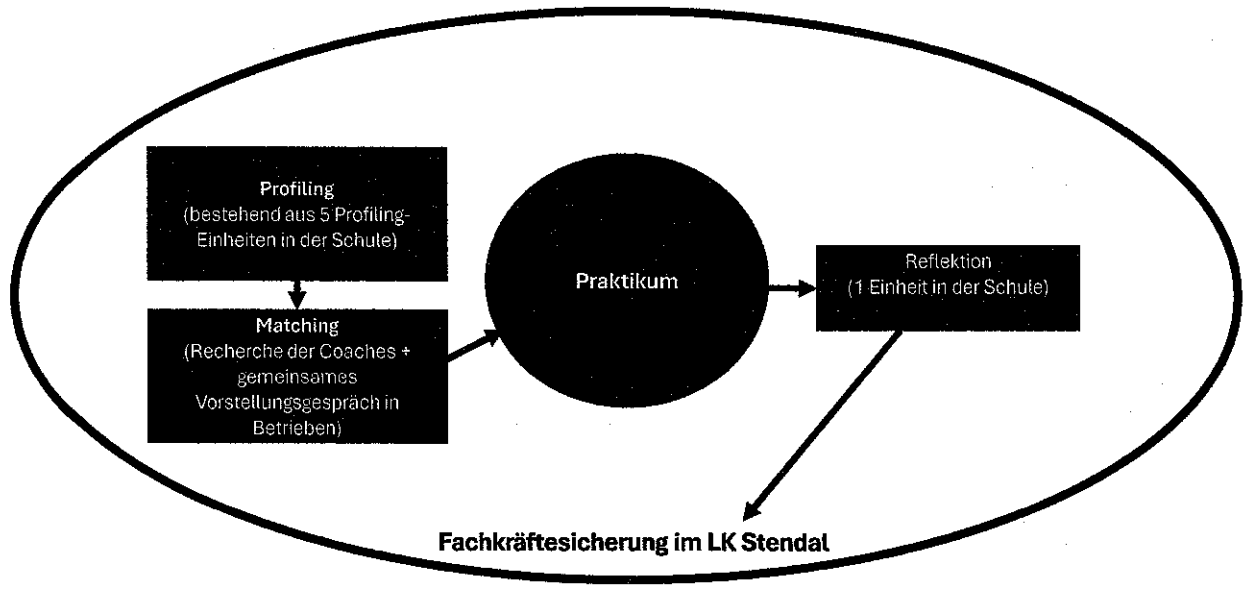 Profiling
(bestehend aus 5 Profiling-
Einheiten in der Schule)
Matching
(Recherche der Coaches +
gemeinsames
Vorstellungsgespräch in
Betrieben)
Praktikum
Reflektion
(1 Einheit in der Schule)
Fachkräftesicherung im LK Stendal